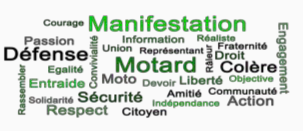 Courage Manifestation
Passion Information Réaliste
Défense Union Représentant Fraternité
Convivialité Motard Râleur Droit Engagement
Rassembler Egalité Colère
Entraide Moto Devoir Liberté Objective
Solidarité Sécurité Amitié Communauté
Respect Indépendance Action
Citoyen